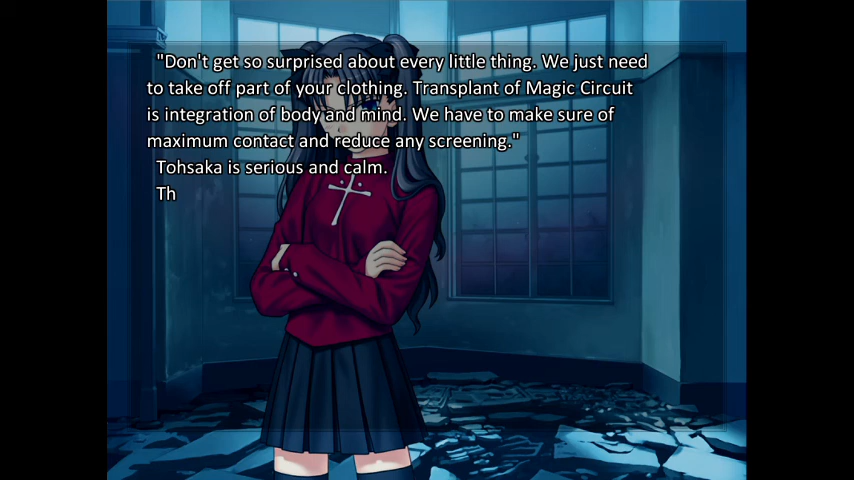 "Don't get so surprised about every little thing. We just need
to take off part of your clothing. Transplant of Magic Circuit
is integration of body and mind. We have to make sure of
maximum contact and reduce any screening."
Tohsaka is serious and calm.
Th